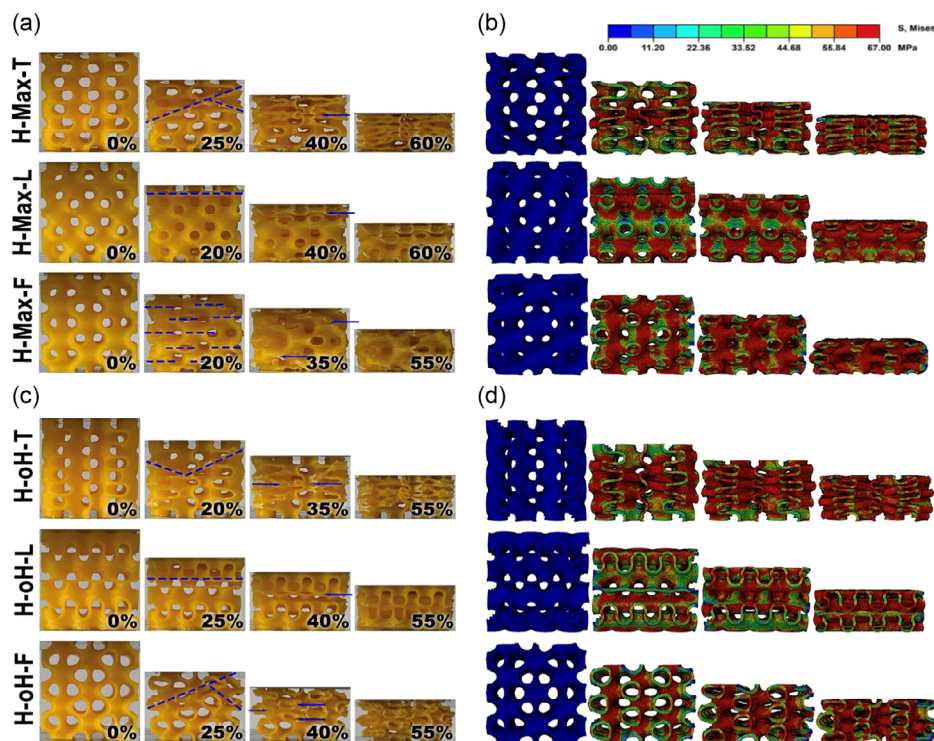 (a)
(b)
S, Mises
0.00 11.20 22.36 33.52 44.68 55.84 67.00 MPa
H-Max-T
0% 25% 40% 60%
H-Max-L
0% 20% 40% 60%
H-Max-F
0% 20% 35% 55%
(c)
(d)
H-oH-T
0% 20% 35% 55%
H-oH-L
0% 25% 40% 55%
H-oH-F
0% 25% 40% 55%